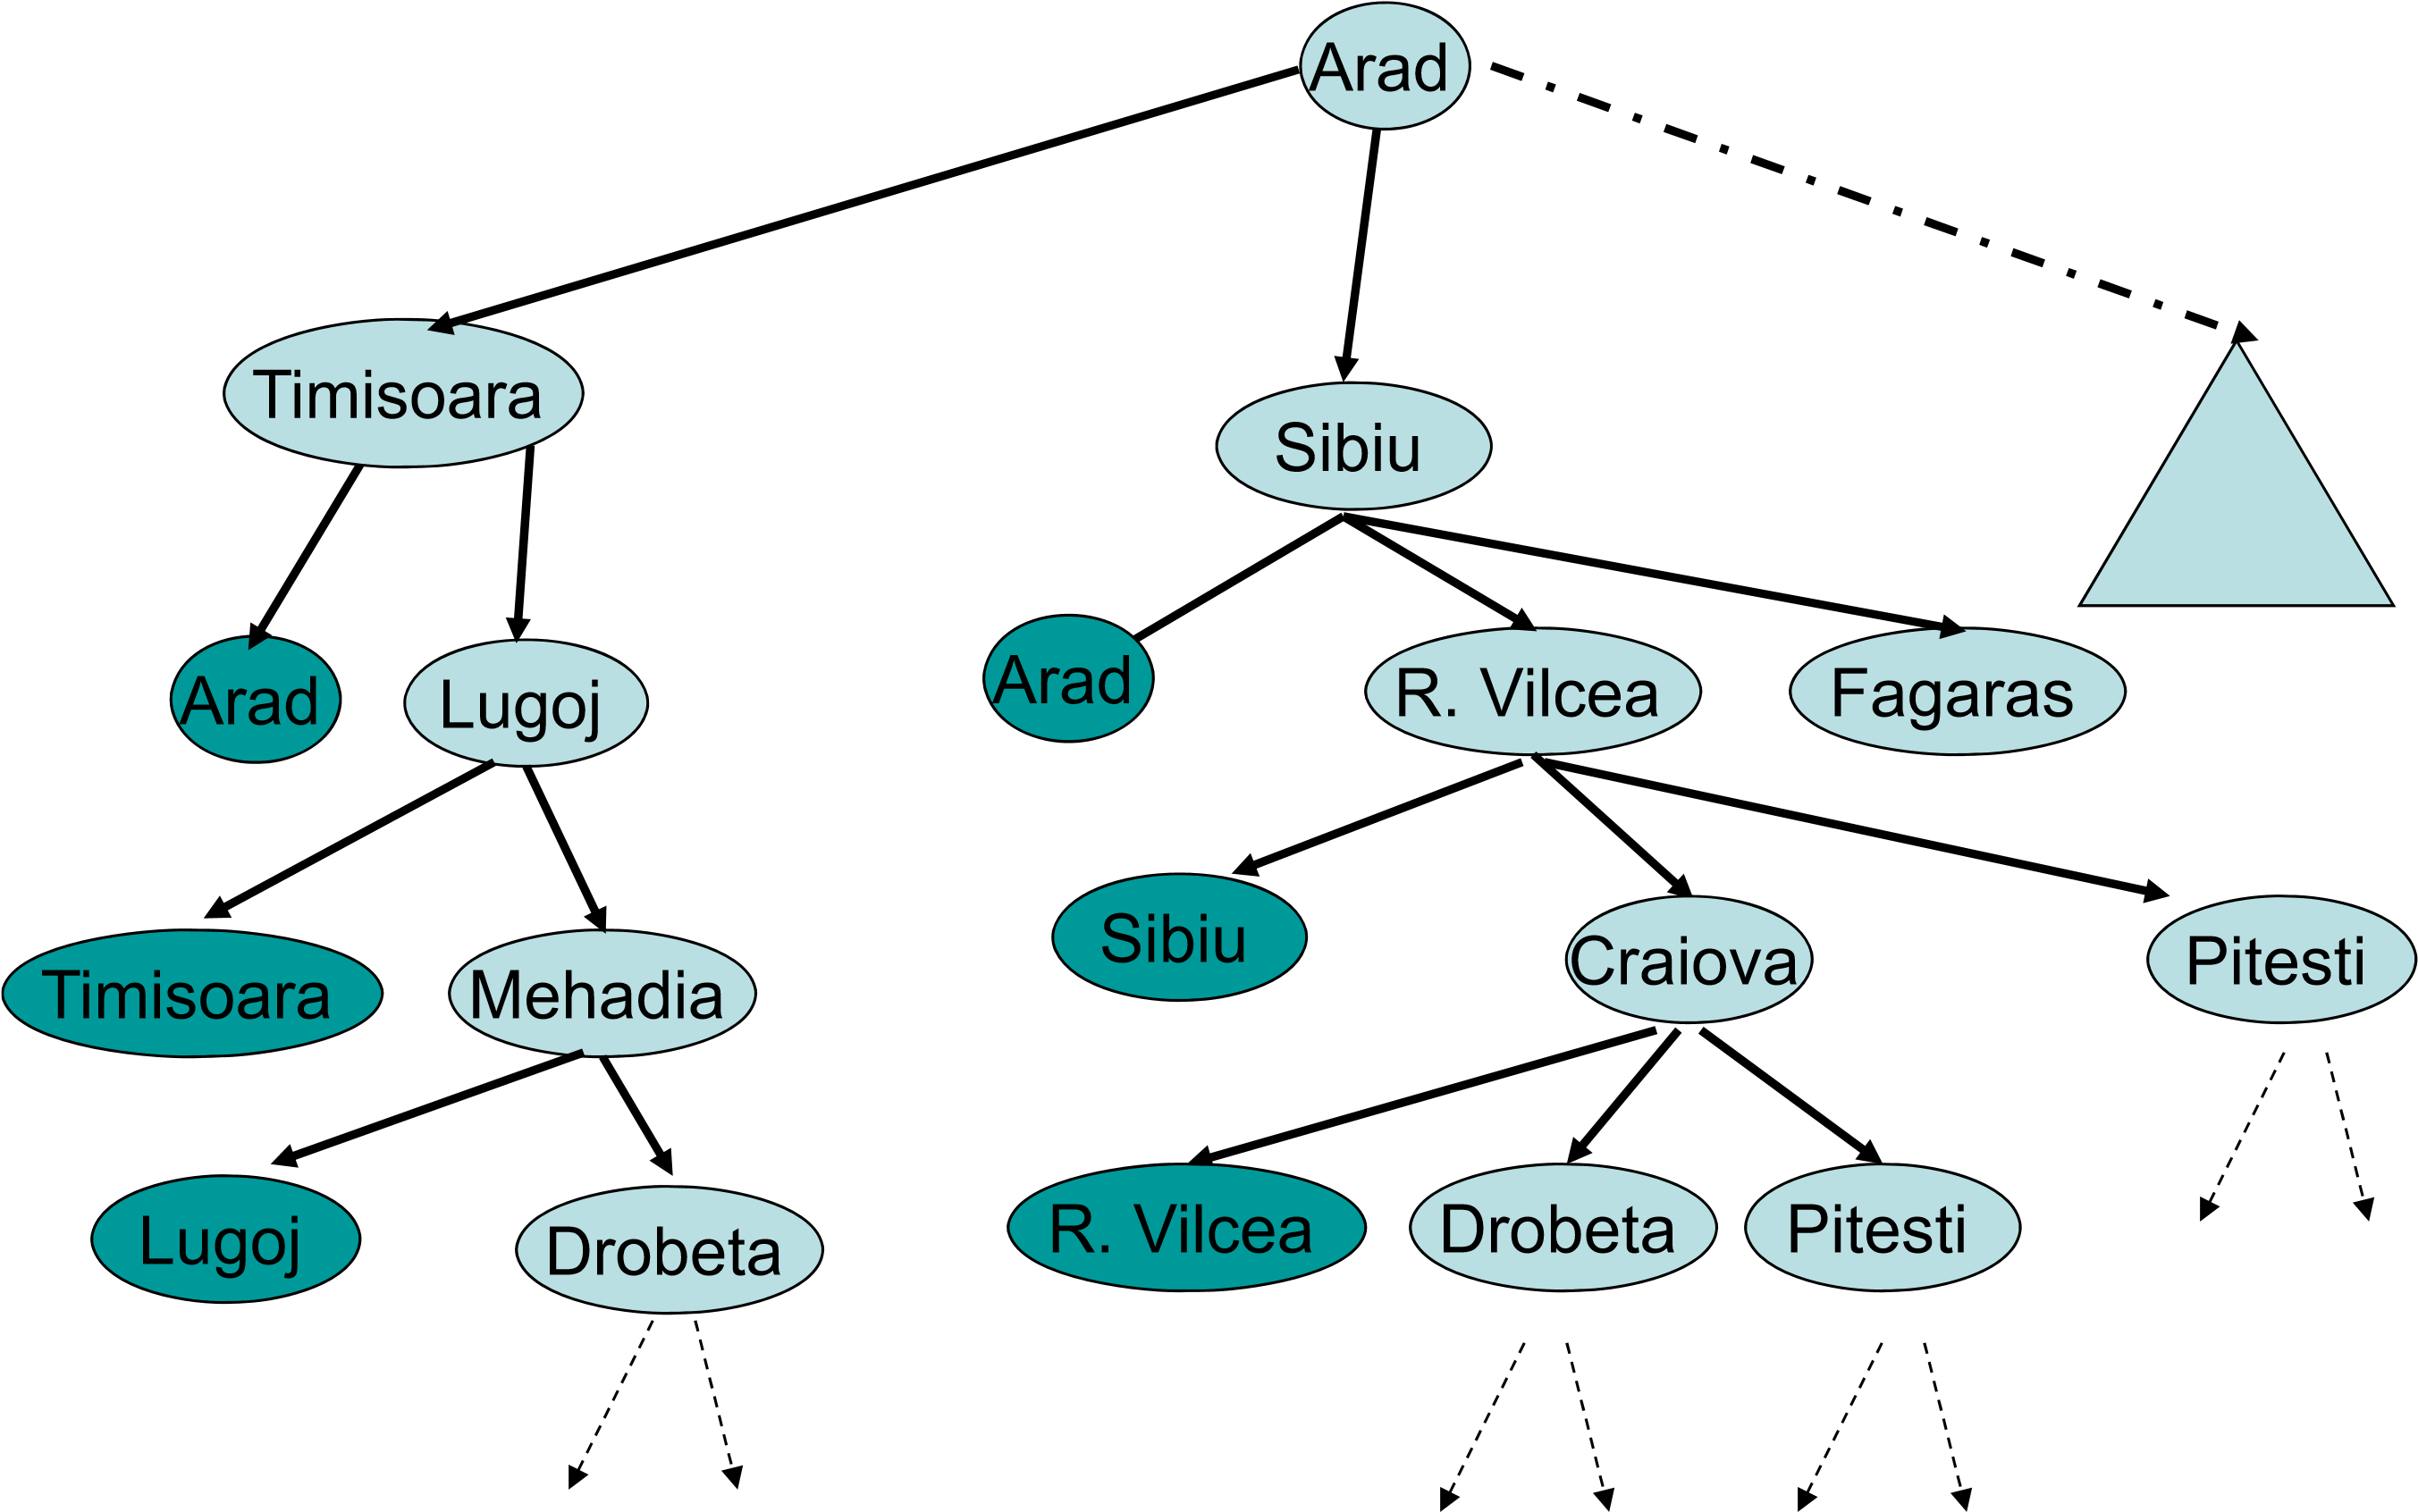 Arad
Timisoara
Sibiu
Arad
Lugoj
Arad
R. Vilcea
Fagaras
Timisoara
Mehadia
Sibiu
Craiova
Pitesti
Lugoj
Drobeta
R. Vilcea
Drobeta
Pitesti